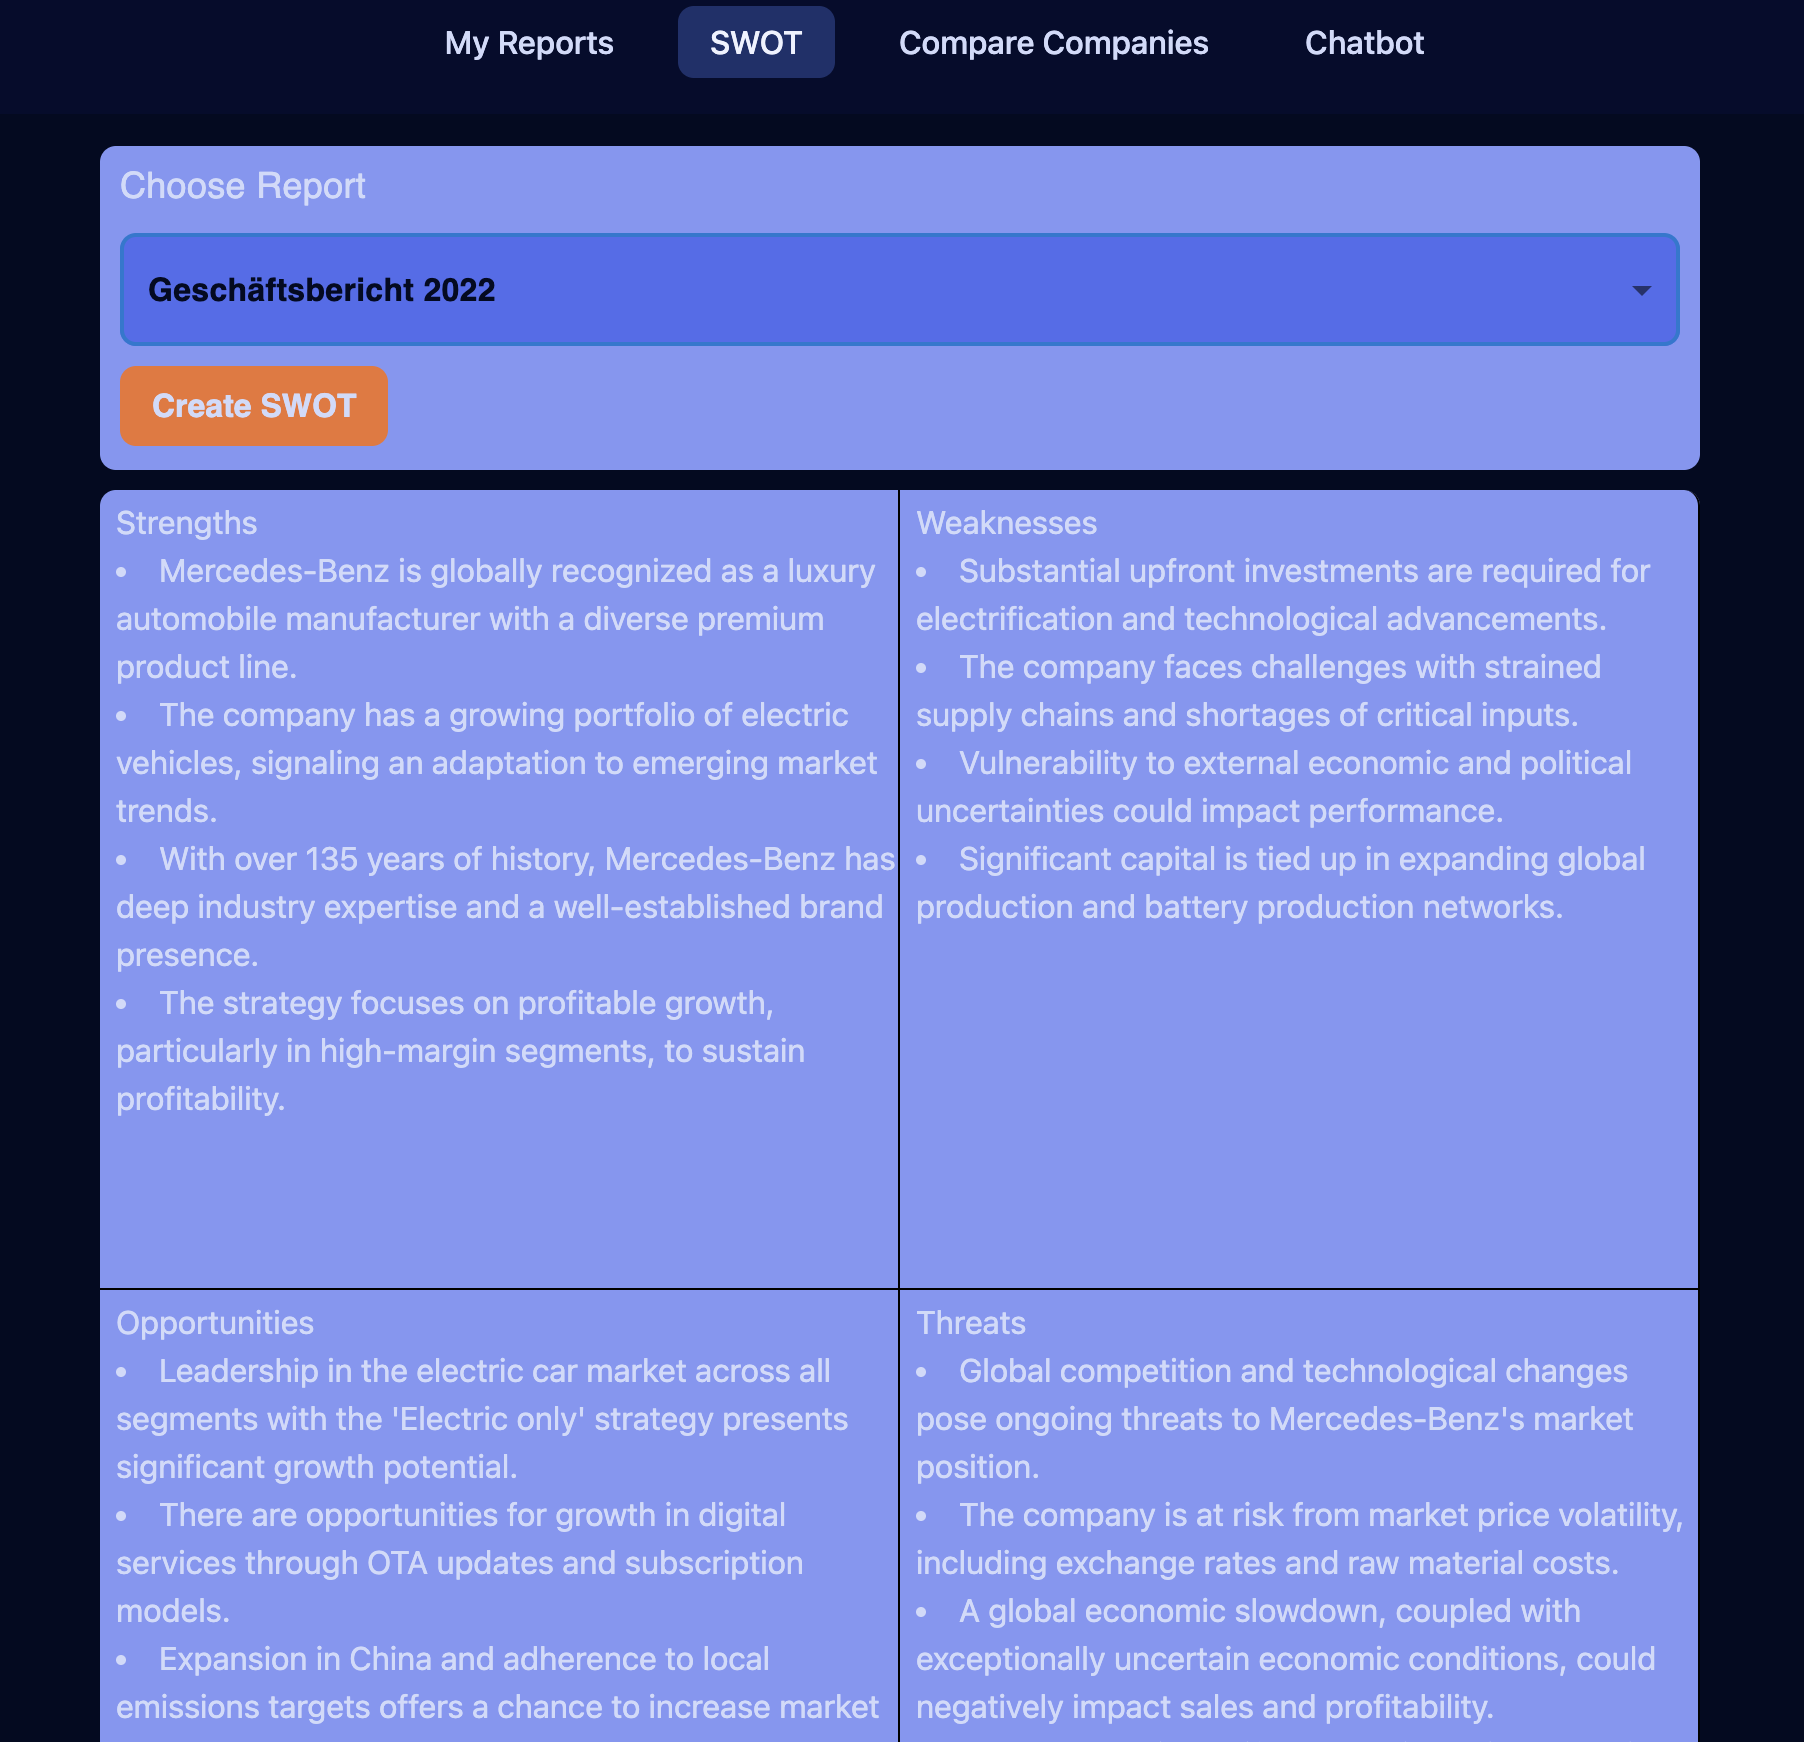 My Reports SWOT Compare Companies Chatbot
Choose Report
Geschäftsbericht 2022
Create SWOT
Strengths
• Mercedes-Benz is globally recognized as a luxury
automobile manufacturer with a diverse premium
product line.
• The company has a growing portfolio of electric
vehicles, signaling an adaptation to emerging market
trends.
• With over 135 years of history, Mercedes-Benz has
deep industry expertise and a well-established brand
presence.
• The strategy focuses on profitable growth,
particularly in high-margin segments, to sustain
profitability.
Weaknesses
• Substantial upfront investments are required for
electrification and technological advancements.
• The company faces challenges with strained
supply chains and shortages of critical inputs.
• Vulnerability to external economic and political
uncertainties could impact performance.
• Significant capital is tied up in expanding global
production and battery production networks.
Opportunities
• Leadership in the electric car market across all
segments with the 'Electric only' strategy presents
significant growth potential.
• There are opportunities for growth in digital
services through OTA updates and subscription
models.
• Expansion in China and adherence to local
emissions targets offers a chance to increase market
Threats
• Global competition and technological changes
pose ongoing threats to Mercedes-Benz's market
position.
• The company is at risk from market price volatility,
including exchange rates and raw material costs.
• A global economic slowdown, coupled with
exceptionally uncertain economic conditions, could
negatively impact sales and profitability.